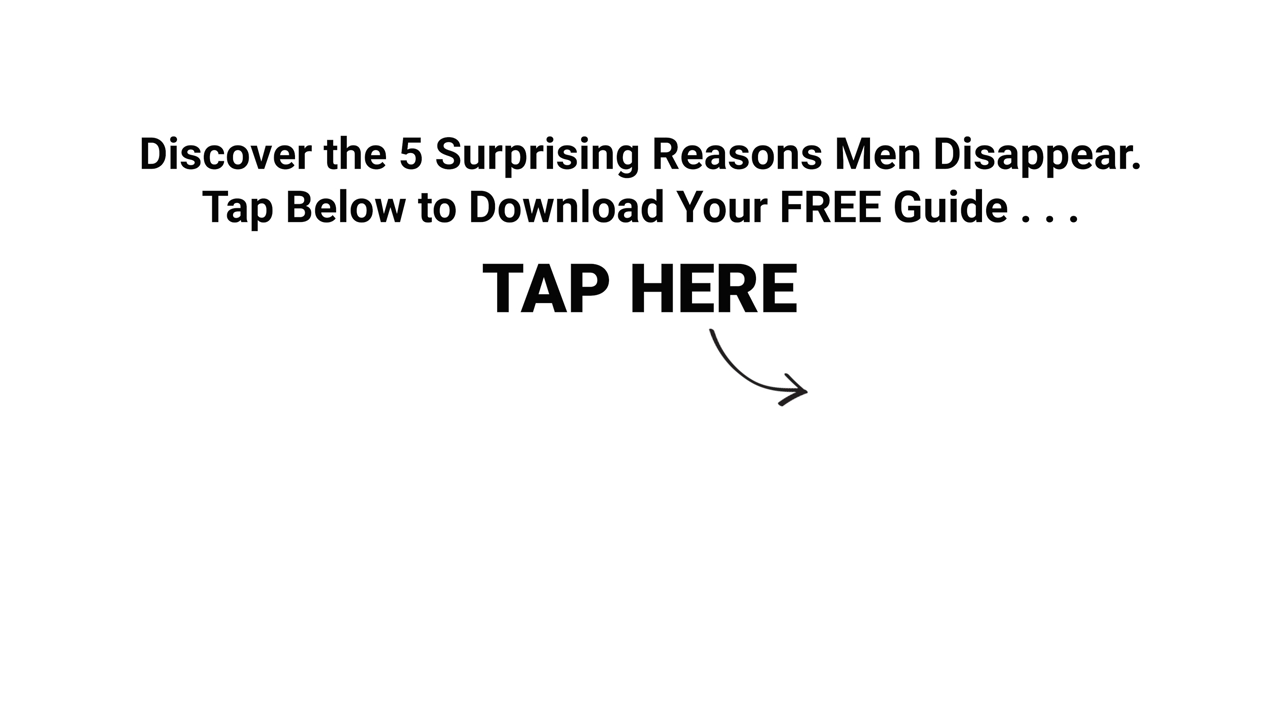 Discover the 5 Surprising Reasons Men Disappear.
Tap Below to Download Your FREE Guide . . .
TAP HERE